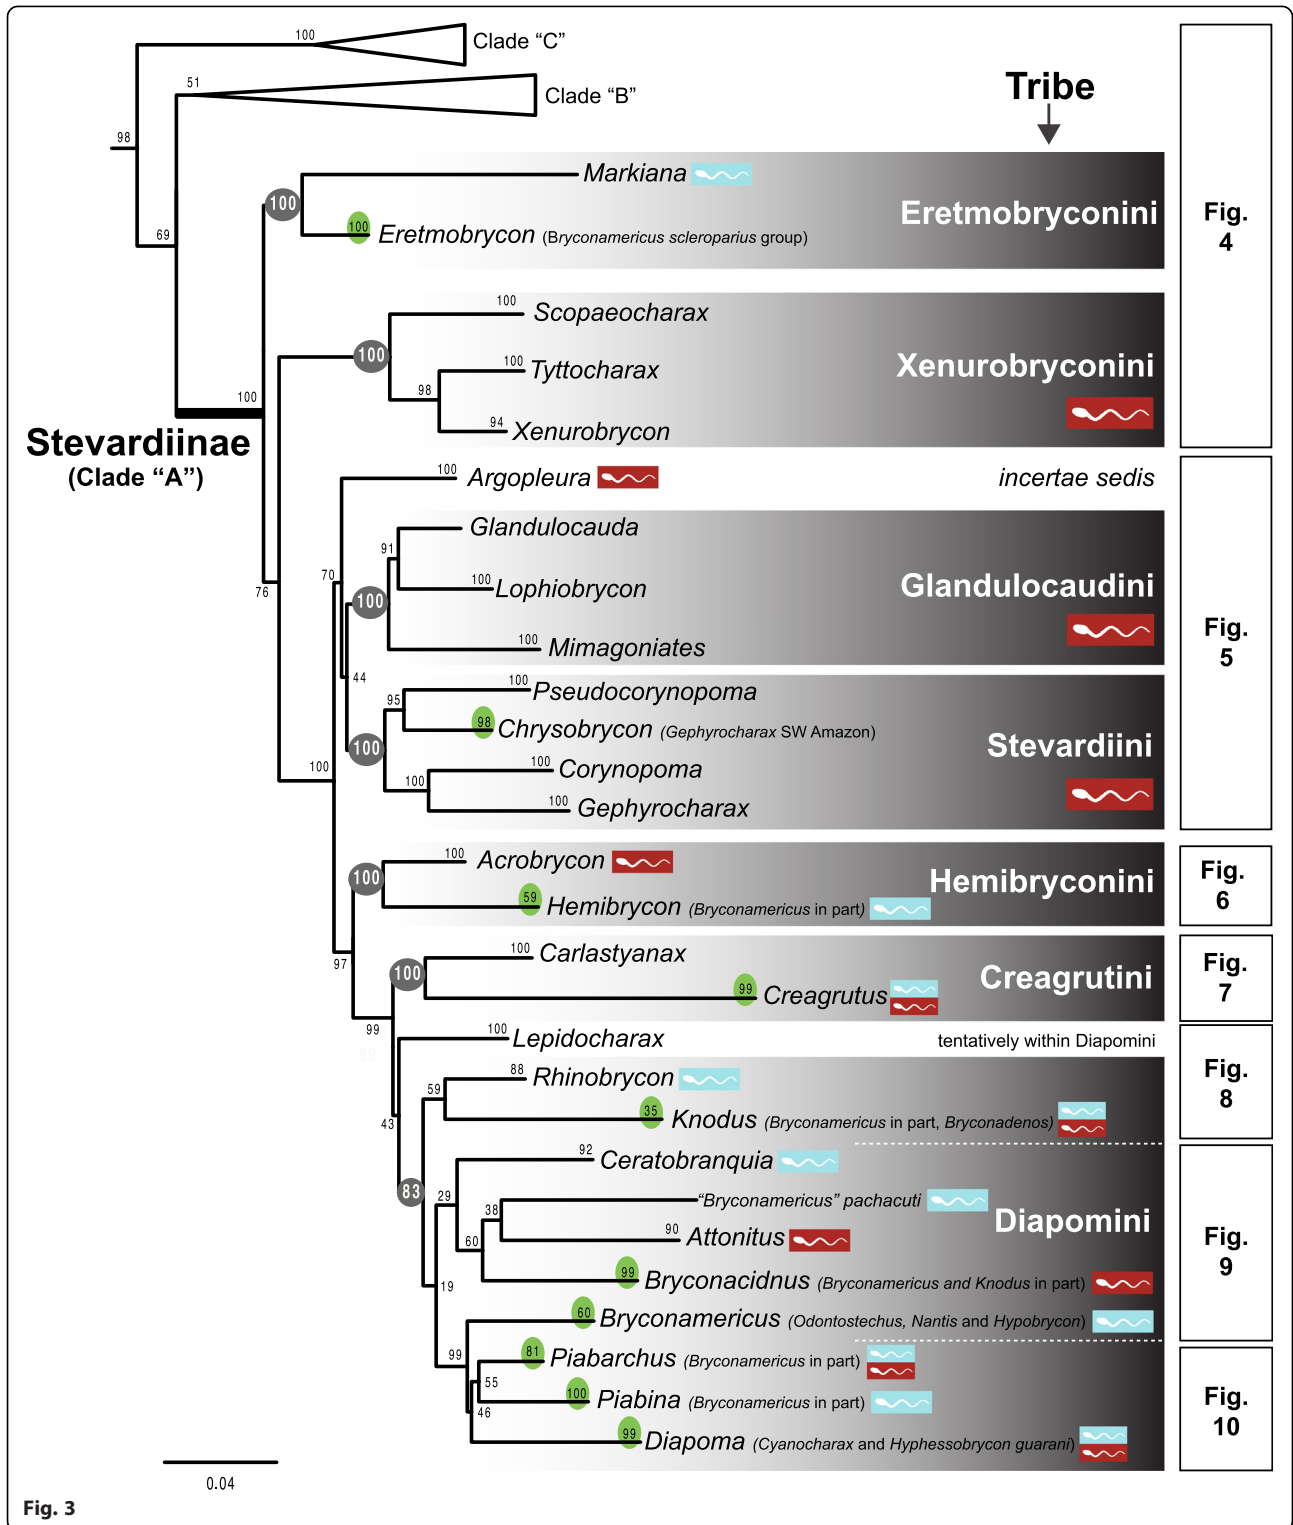 100
Clade “C”
51
Clade “B”
Tribe
98
Markiana
100
Eretmobryconini
100
Eretmobrycon (Bryconamericus scleroparius group)
69
Fig.
4
100
Scopaeocharax
100
100
Tyttocharax
Xenurobryconini
98
94
Xenurobrycon
100
Stevardiinae
(Clade “A”)
100
Argopleura
incertae sedis
Glandulocauda
91
70
100
Lophiobrycon
Glandulocaudini
76
100
100
Mimagoniates
Fig.
5
44
100
Pseudocorynopoma
95
98
Chrysobrycon (Gephyrocharax SW Amazon)
100
Stevardiini
100
Corynopoma
100
100
100
Gephyrocharax
100
Acrobrycon
100
Hemibryconini
59
Hemibrycon (Bryconamericus in part)
Fig.
6
97
100
Carlastyanax
100
Creagrutini
99
Creagrutus
Fig.
7
99
99
100
Lepidocharax
tentatively within Diapomini
88
Rhinobrycon
59
35
Knodus (Bryconamericus in part, Bryconadenos)
43
Fig.
8
92
Ceratobranquia
83
29
“Bryconamericus” pachacuti
38
Diapomini
90
Attonitus
60
99
Bryconacidnus (Bryconamericus and Knodus in part)
19
60
Bryconamericus (Odontostechus, Nantis and Hypobrycon)
Fig.
9
99
81
Piabarchus (Bryconamericus in part)
55
100
Piabina (Bryconamericus in part)
46
99
Diapoma (Cyanocharax and Hyphessobrycon guarani)
Fig.
10
0.04
Fig. 3